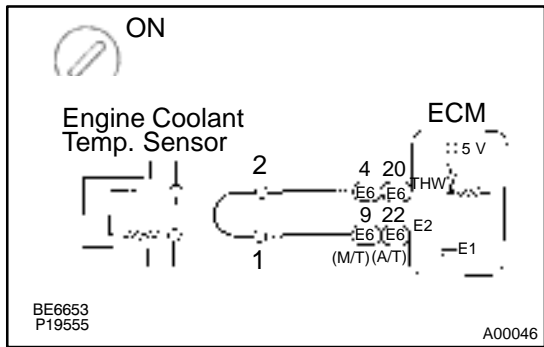 ON
Engine Coolant
Temp. Sensor
ECM
5 V
2
4 20
E6 E6
THW
9 22
E6 E6
E2
1
(M/T) (A/T)
E1
BE6653
P19555
A00046